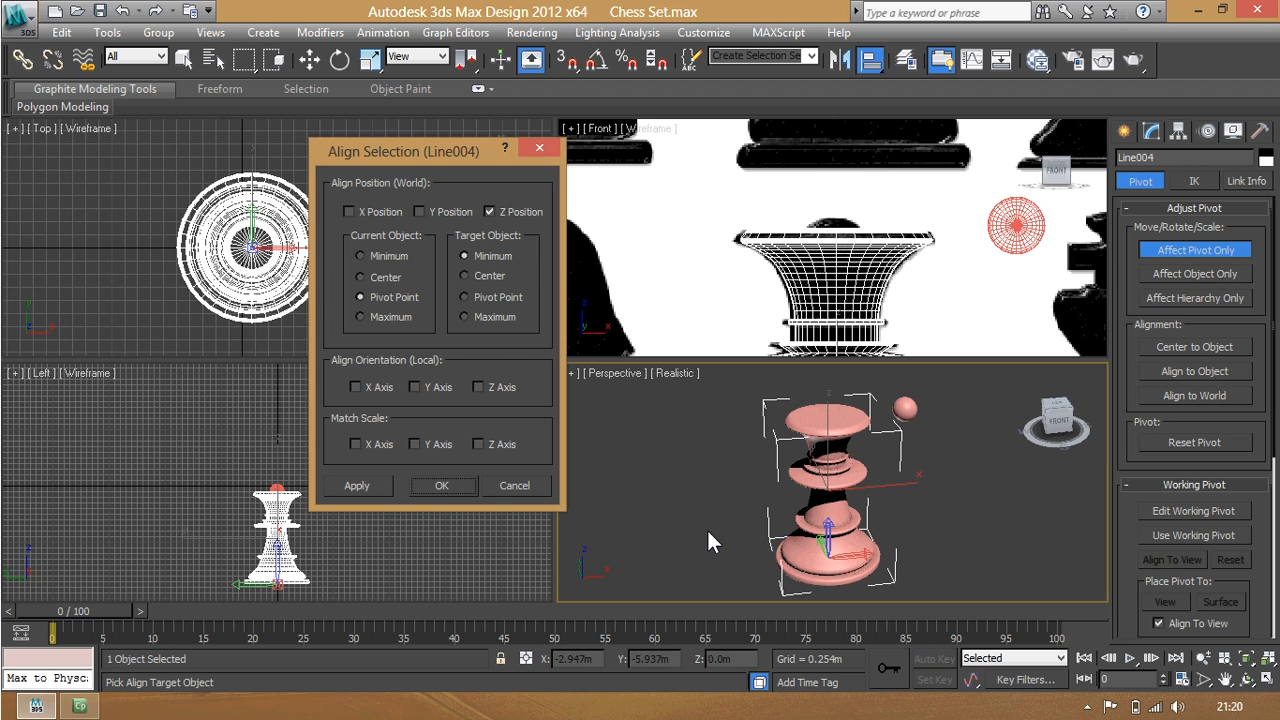 Autodesk 3ds Max Design 2012 x64 Chess Set.max
Type a keyword or phrase
3DS
Edit Tools Group Views Create Modifiers Animation Graph Editors Rendering Lighting Analysis Customize MAXScript Help
All View 3 Create Selection Se
Graphite Modeling Tools Freeform Selection Object Paint
Polygon Modeling
[ + ] [ Top ] [ Wireframe ]
[ + ] [ Front ] [ Wireframe ]
FRONT
Align Selection (Line004) ?
Align Position (World):
X Position Y Position Z Position
Current Object: Target Object:
Minimum Minimum
Center Center
Pivot Point Pivot Point
Maximum Maximum
Align Orientation (Local):
X Axis Y Axis Z Axis
Match Scale:
X Axis Y Axis Z Axis
Apply OK Cancel
[ + ] [ Left ] [ Wireframe ]
+ ] [ Perspective ] [ Realistic ]
FRONT
Line004
Pivot IK Link Info
Adjust Pivot
Move/Rotate/Scale:
Affect Pivot Only
Affect Object Only
Affect Hierarchy Only
Alignment:
Center to Object
Align to Object
Align to World
Pivot:
Reset Pivot
Working Pivot
Edit Working Pivot
Use Working Pivot
Align To View Reset
Place Pivot To:
View Surface
Align To View
0 / 100
0 5 10 15 20 25 30 35 40 45 50 55 60 65 70 75 80 85 90 95 100
1 Object Selected X: -2.947m Y: -5.937m Z: 0.0m Grid = 0.254m Auto Key Selected
Max to Physc Pick Align Target Object Add Time Tag Set Key Key Filters... 0
21:20